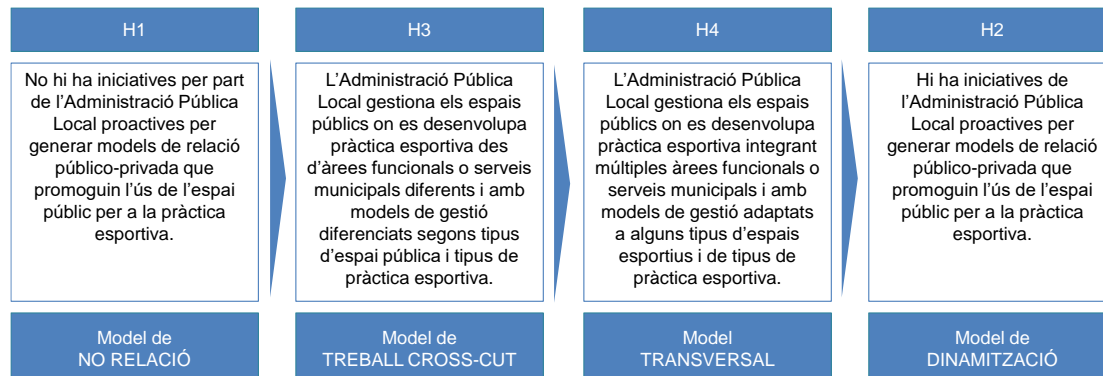 H1
No hi ha iniciatives per part
de l'Administració Pública
Local proactives per
generar models de relació
público-privada que
promoguin l'ús de l'espai
públic per a la pràctica
esportiva.
Model de
NO RELACIÓ
H3
L'Administració Pública
Local gestiona els espais
públics on es desenvolupa
pràctica esportiva des
d'àrees funcionals o serveis
municipals diferents i amb
models de gestió
diferenciats segons tipus
d'espai pública i tipus de
pràctica esportiva.
Model de
TREBALL CROSS-CUT
H4
L'Administració Pública
Local gestiona els espais
públics on es desenvolupa
pràctica esportiva integrant
múltiples àrees funcionals o
serveis municipals i amb
models de gestió adaptats
a alguns tipus d'espais
esportius i de tipus de
pràctica esportiva.
Model
TRANSVERSAL
H2
Hi ha iniciatives de
l'Administració Pública
Local proactives per
generar models de relació
público-privada que
promoguin l'ús de l'espai
públic per a la pràctica
esportiva.
Model de
DINAMITZACIÓ